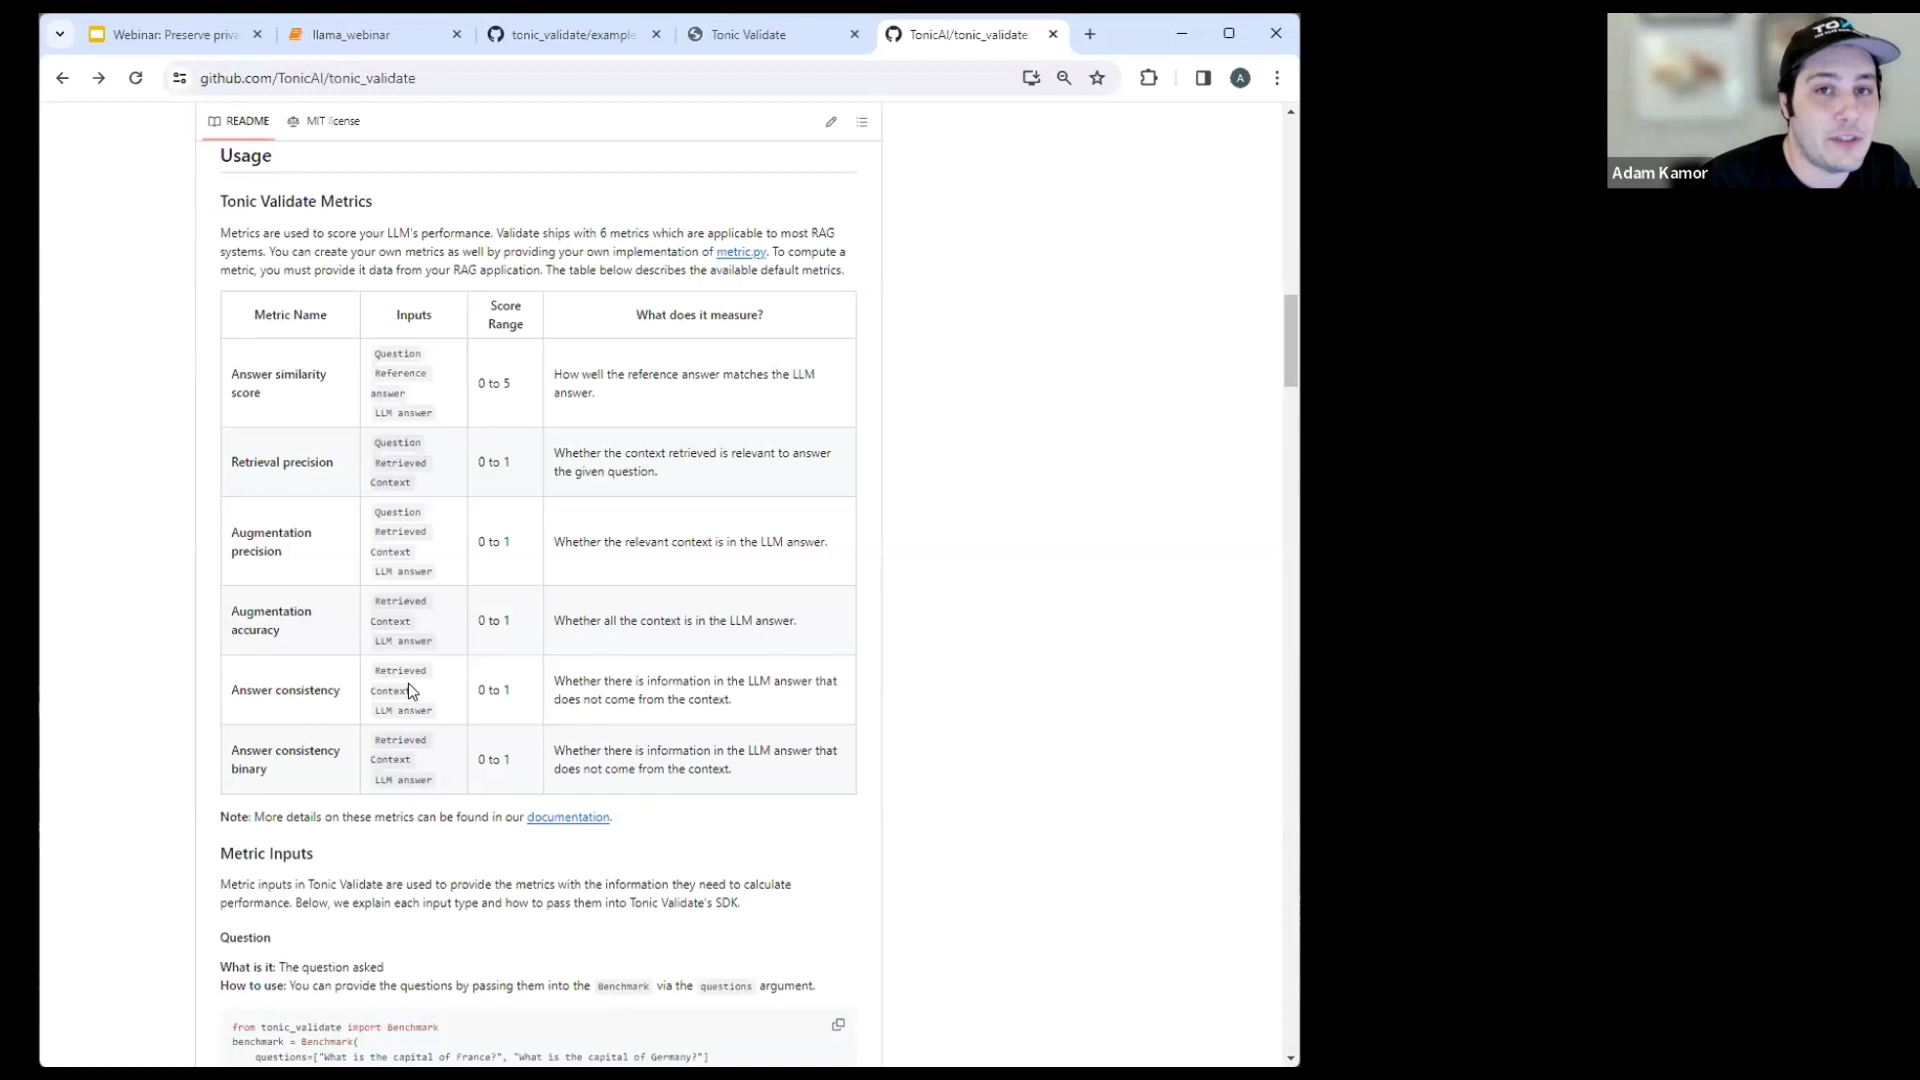 Webinar: Preserve priva
llama_webinar
tonic_validate/example
Tonic Validate
TonicAI/tonic_validate
github.com/TonicAI/tonic_validate
A
README
MIT license
Usage
Tonic Validate Metrics
Metrics are used to score your LLM's performance. Validate ships with 6 metrics which are applicable to most RAG
systems. You can create your own metrics as well by providing your own implementation of metric.py. To compute a
metric, you must provide it data from your RAG application. The table below describes the available default metrics.
Metric Name
Inputs
Score
Range
What does it measure?
Answer similarity
score
Question
Reference
answer
LLM answer
0 to 5
How well the reference answer matches the LLM
answer.
Retrieval precision
Question
Retrieved
Context
0 to 1
Whether the context retrieved is relevant to answer
the given question.
Augmentation
precision
Question
Retrieved
Context
LLM answer
0 to 1
Whether the relevant context is in the LLM answer.
Augmentation
accuracy
Retrieved
Context
LLM answer
0 to 1
Whether all the context is in the LLM answer.
Answer consistency
Retrieved
Context
LLM answer
0 to 1
Whether there is information in the LLM answer that
does not come from the context.
Answer consistency
binary
Retrieved
Context
LLM answer
0 to 1
Whether there is information in the LLM answer that
does not come from the context.
Note: More details on these metrics can be found in our documentation.
Metric Inputs
Metric inputs in Tonic Validate are used to provide the metrics with the information they need to calculate
performance. Below, we explain each input type and how to pass them into Tonic Validate's SDK.
Question
What is it: The question asked
How to use: You can provide the questions by passing them into the Benchmark via the questions argument.
from tonic_validate import Benchmark
benchmark = Benchmark(
questions=["What is the capital of France?", "What is the capital of Germany?"]
Adam Kamor